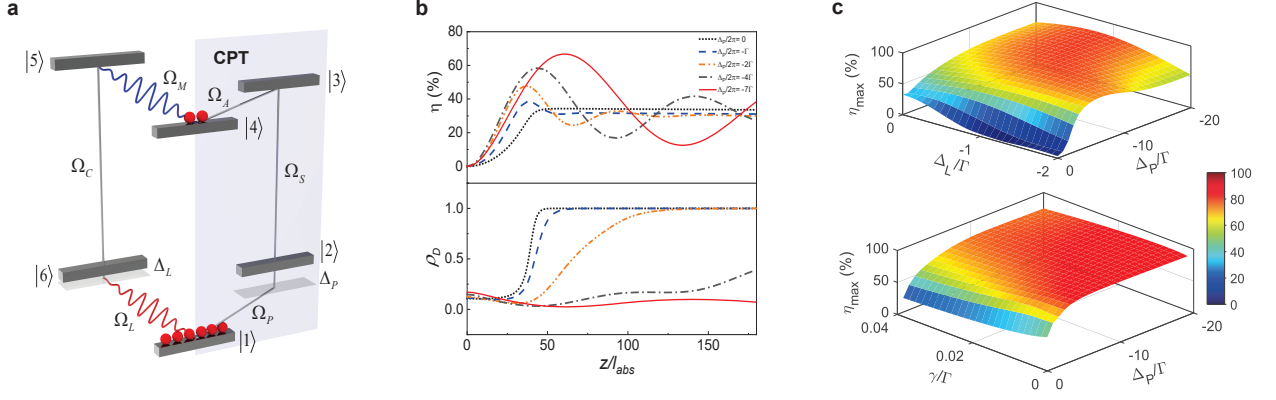 a
|5⟩
CPT
Ω_M
Ω_A
|3⟩
|4⟩
Ω_C
Ω_S
|6⟩
Δ_L
|2⟩
Δ_P
Ω_L
Ω_P
|1⟩
b
80
70
60
50
40
30
20
10
0
η (%)
Δ_P/2π= 0
Δ_P/2π= -Γ
Δ_P/2π= -2Γ
Δ_P/2π= -4Γ
Δ_P/2π= -7Γ
1.0
0.5
0.0
ρ_D
0 50 100 150
z/l_abs
c
100
50
0
η_max (%)
0
-1
-2
Δ_L/Γ
0
-10
-20
Δ_P/Γ
100
50
0
η_max (%)
0.04
0.02
0
γ/Γ
0
-10
-20
Δ_P/Γ
100
80
60
40
20
0